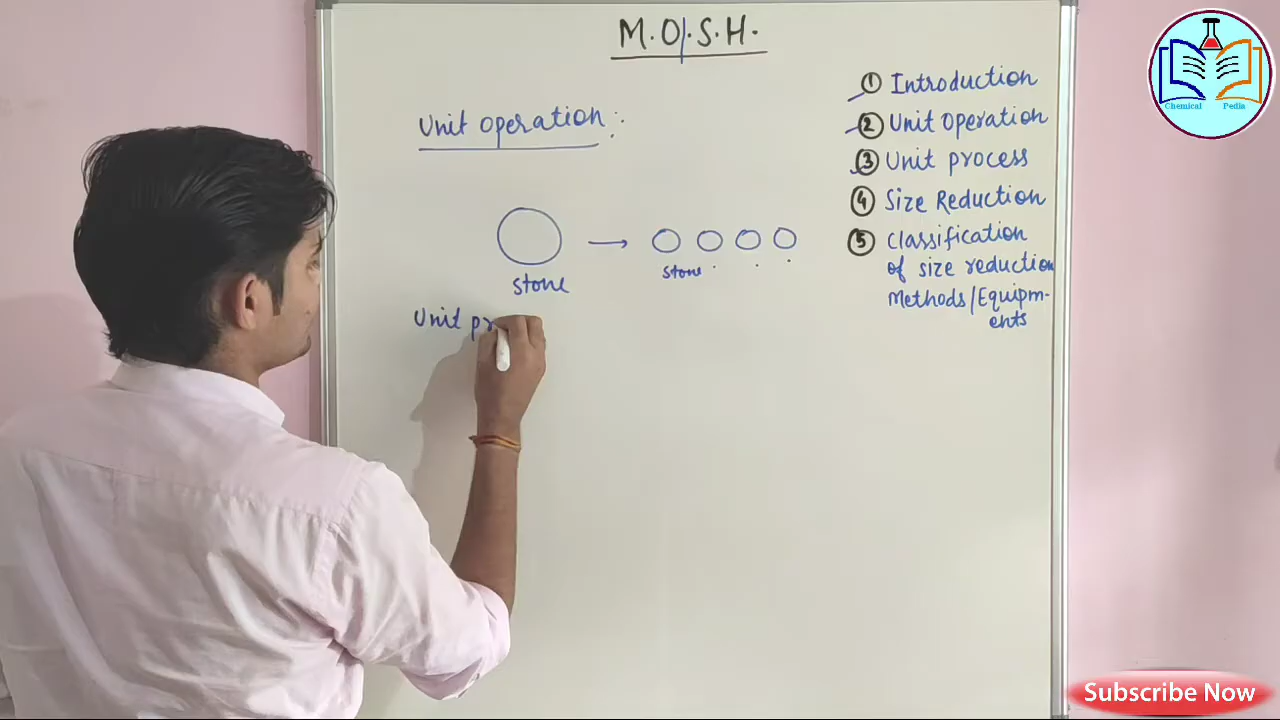 M.O.S.H.
Unit Operation :
stone
stone
Unit pr
① Introduction
② Unit Operation
③ Unit process
④ Size Reduction
⑤ Classification
of size reduction
Methods/Equipm-
ents
Chemical Pedia
Subscribe Now